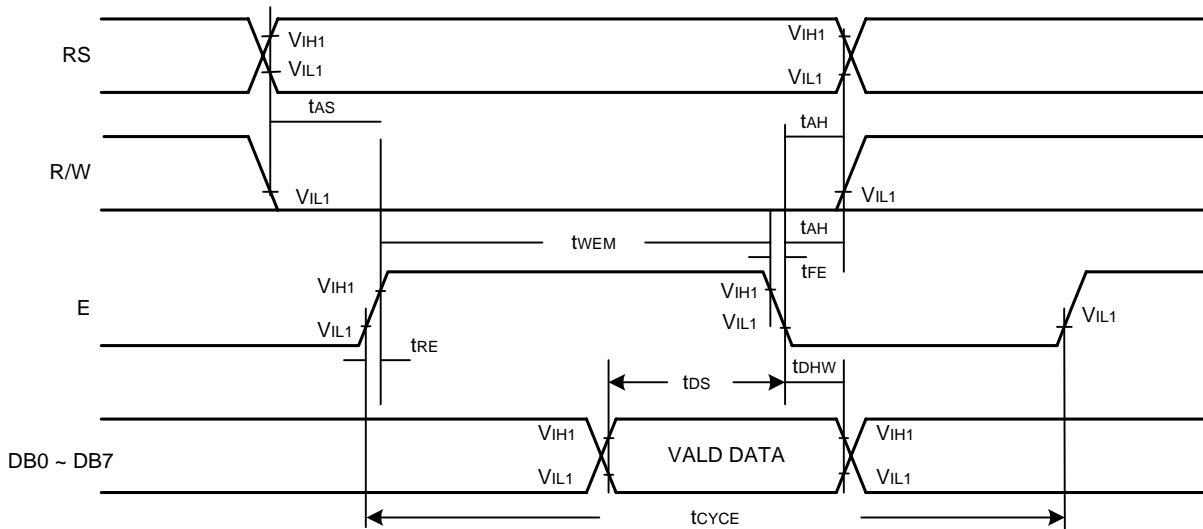 RS
VIH1
VIL1
VIH1
VIL1
tAS
tAH
R/W
VIL1
VIL1
tWEM
tAH
tFE
E
VIH1
VIL1
VIH1
VIL1
VIL1
tRE
tDS
tDHW
DB0 ~ DB7
VIH1
VIL1
VALD DATA
VIH1
VIL1
tCYCE